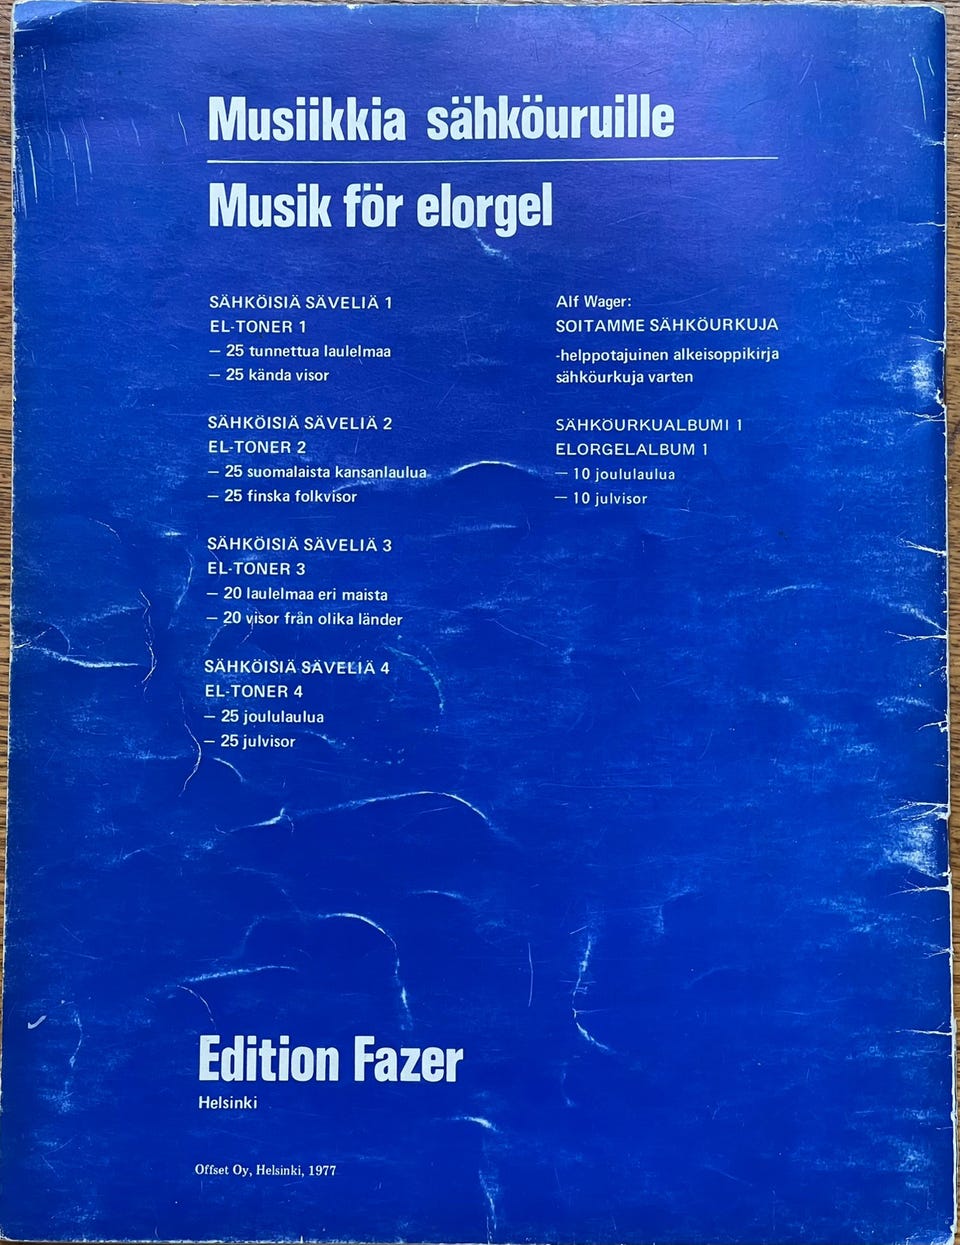 Musiikkia sähköuruille
Musik för elorgel
SÄHKÖISIÄ SÄVELIÄ 1
EL-TONER 1
— 25 tunnettua laulelmaa
— 25 kända visor
SÄHKÖISIÄ SÄVELIÄ 2
EL-TONER 2
— 25 suomalaista kansanlaulua
— 25 finska folkvisor
SÄHKÖISIÄ SÄVELIÄ 3
EL-TONER 3
— 20 laulelmaa eri maista
— 20 visor från olika länder
SÄHKÖISIÄ SÄVELIÄ 4
EL-TONER 4
— 25 joululaulua
— 25 julvisor
Alf Wager:
SOITAMME SÄHKÖURKUJA
-helppotajuinen alkeisoppikirja
sähköurkuja varten
SÄHKÖURKUALBUMI 1
ELORGELALBUM 1
— 10 joululaulua
— 10 julvisor
Edition Fazer
Helsinki
Offset Oy, Helsinki, 1977